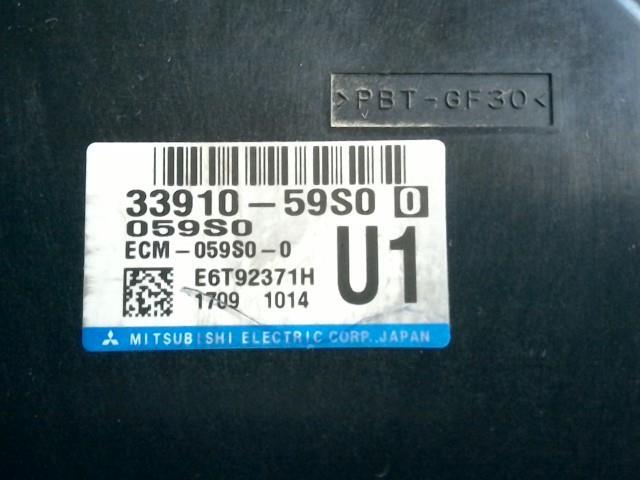 >PBT-GF30<
33910-59S0 0
059S0
ECM-059S0-0
U1
E6T92371H
1709 1014
MITSUBISHI ELECTRIC CORP., JAPAN